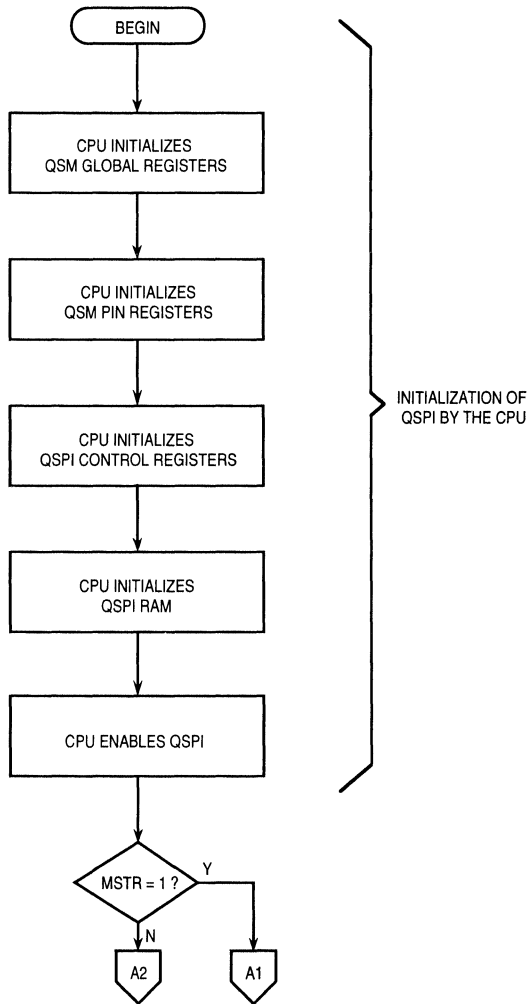 BEGIN
CPU INITIALIZES
QSM GLOBAL REGISTERS
CPU INITIALIZES
QSM PIN REGISTERS
CPU INITIALIZES
QSPI CONTROL REGISTERS
INITIALIZATION OF
QSPI BY THE CPU
CPU INITIALIZES
QSPI RAM
CPU ENABLES QSPI
MSTR = 1 ?
Y
N
A2
A1